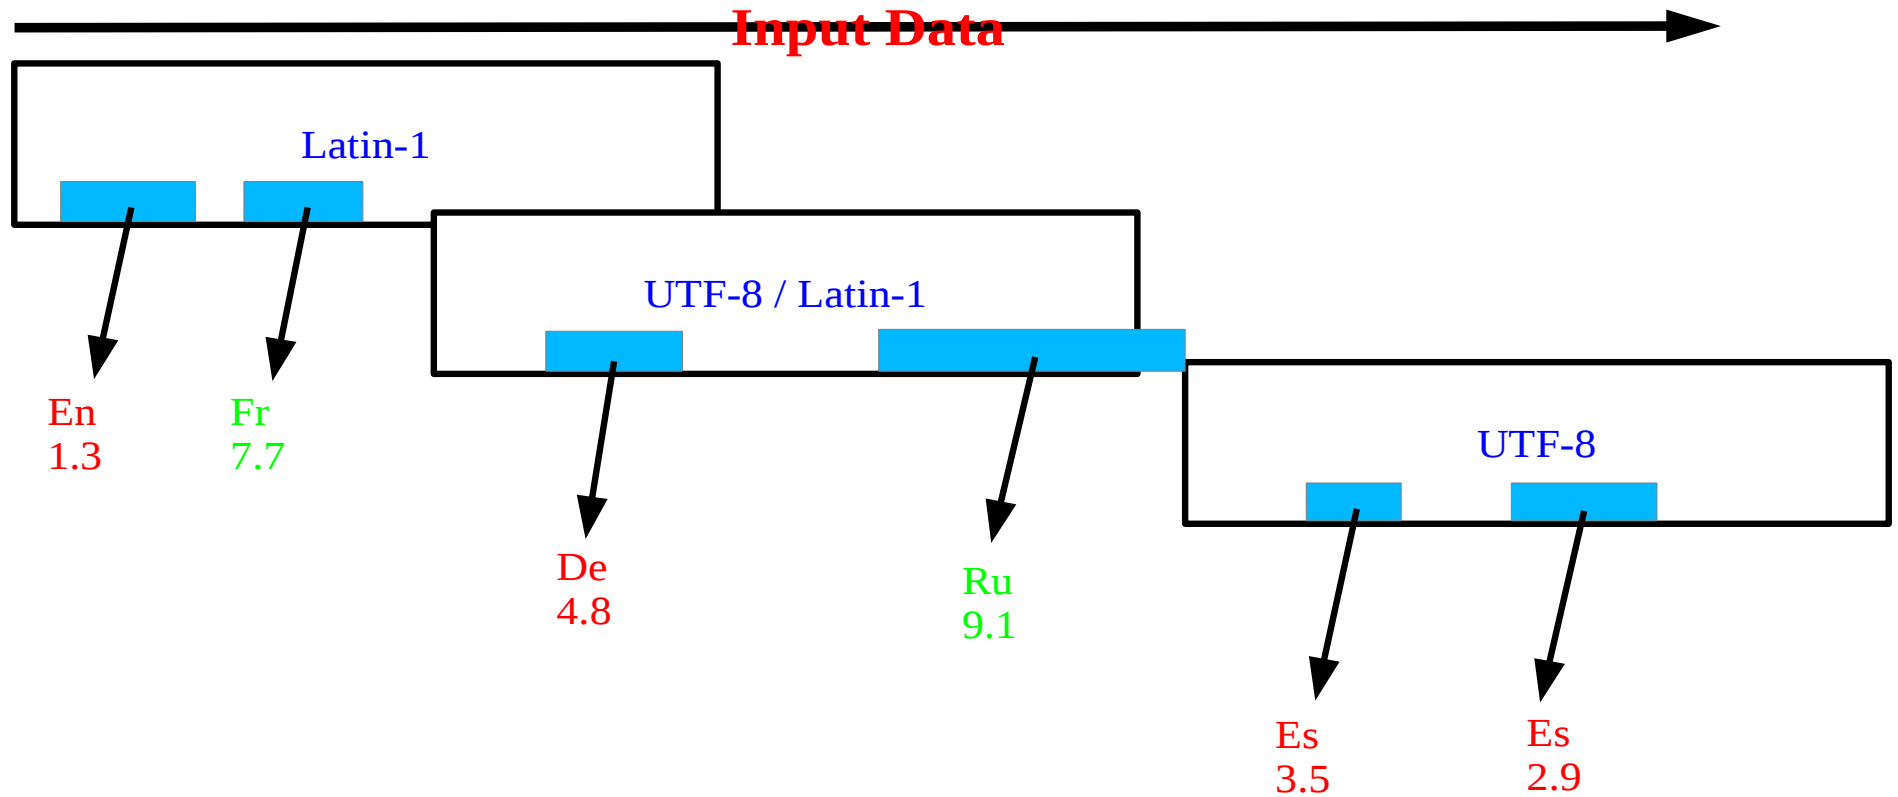 Input Data
Latin-1
UTF-8 / Latin-1
En
1.3
Fr
7.7
UTF-8
De
4.8
Ru
9.1
Es
3.5
Es
2.9